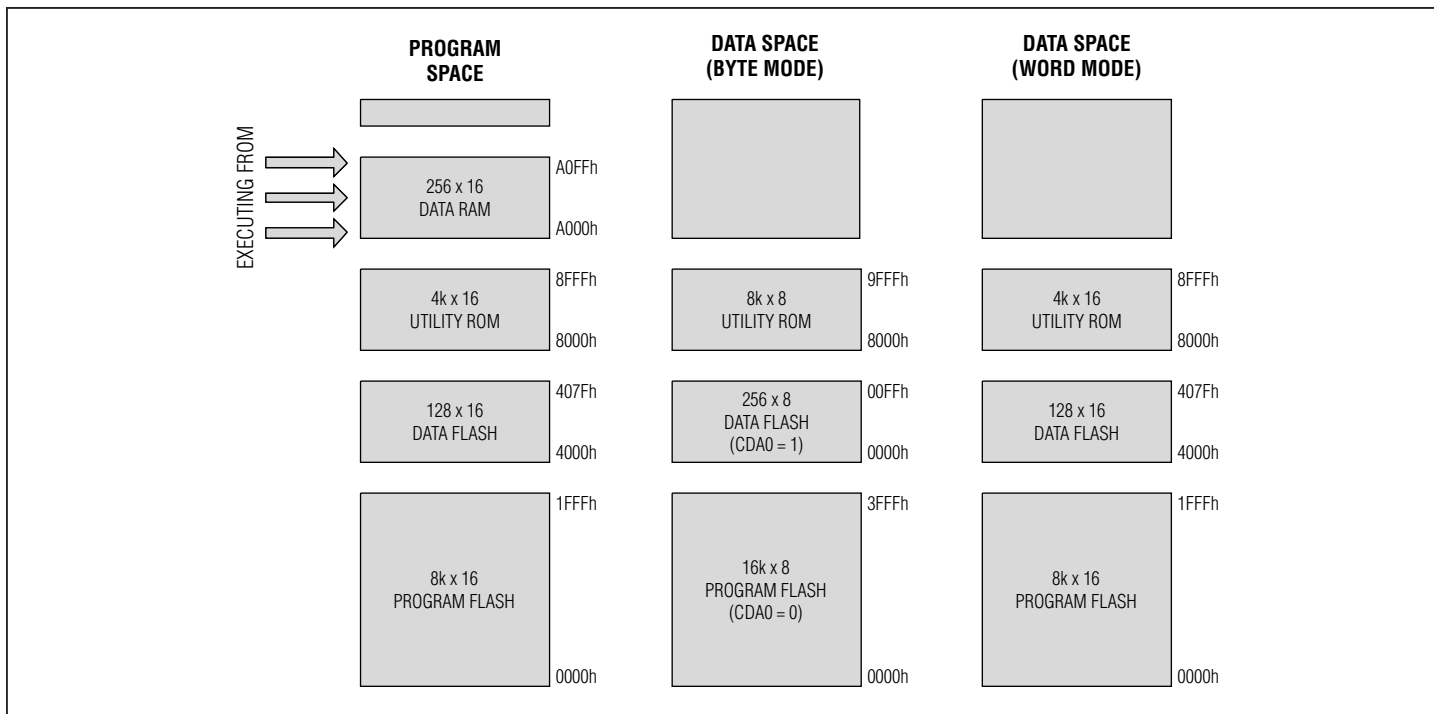 PROGRAM
SPACE
DATA SPACE
(BYTE MODE)
DATA SPACE
(WORD MODE)
EXECUTING FROM
256 x 16
DATA RAM
A0FFh
A000h
4k x 16
UTILITY ROM
8FFFh
8000h
8k x 8
UTILITY ROM
9FFFh
8000h
4k x 16
UTILITY ROM
8FFFh
8000h
128 x 16
DATA FLASH
407Fh
4000h
256 x 8
DATA FLASH
(CDA0 = 1)
00FFh
0000h
128 x 16
DATA FLASH
407Fh
4000h
8k x 16
PROGRAM FLASH
1FFFh
0000h
16k x 8
PROGRAM FLASH
(CDA0 = 0)
3FFFh
0000h
8k x 16
PROGRAM FLASH
1FFFh
0000h